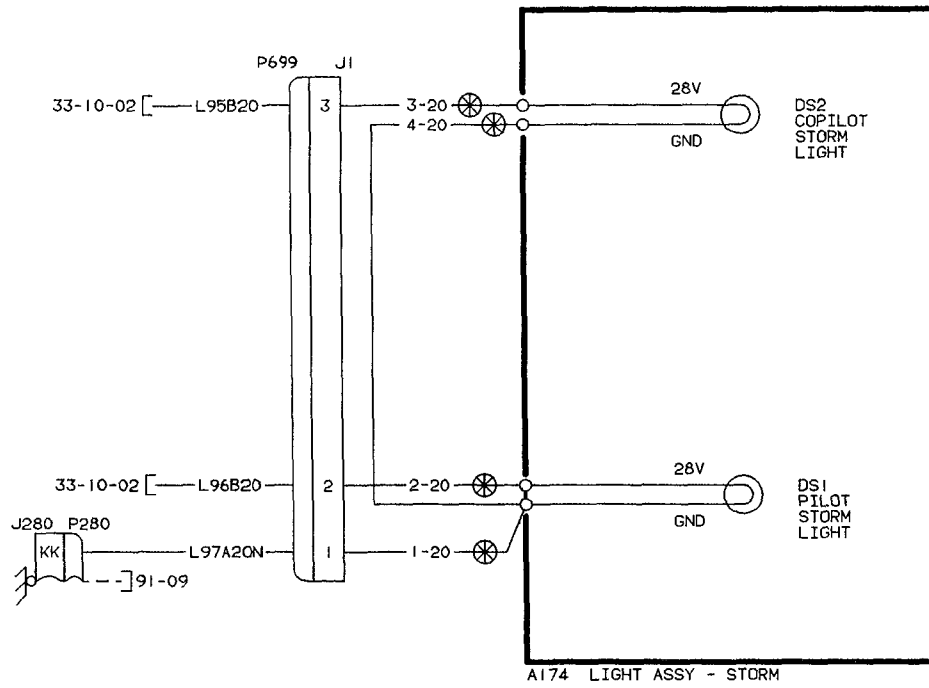 P699 J1
33-10-02 L95B20 3 3-20 28V DS2
4-20 COPILOT
GND STORM
LIGHT
33-10-02 L96B20 2 2-20 28V DS1
PILOT
J280 P280 GND STORM
LIGHT
KK L97A20N 1 1-20
91-09
A174 LIGHT ASSY - STORM